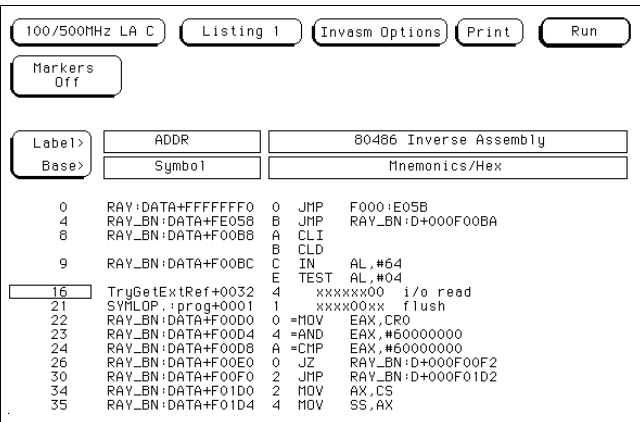 100/500MHz LA C Listing 1 Invasm Options Print Run
Markers
Off
Label> ADDR 80486 Inverse Assembly
Base> Symbol Mnemonics/Hex
0 RAY:DATA+FFFFFFF0 0 JMP F000:E05B
4 RAY_BN:DATA+FE058 B JMP RAY_BN:D+000F00BA
8 RAY_BN:DATA+F00B8 A CLI
B CLD
9 RAY_BN:DATA+F00BC C IN AL,#64
E TEST AL,#04
16 TryGetExtRef+0032 4 xxxxxx00 i/o read
21 SYMLOP.:prog+0001 1 xxxx00xx flush
22 RAY_BN:DATA+F00D0 0 =MOV EAX,CR0
23 RAY_BN:DATA+F00D4 4 =AND EAX,#60000000
24 RAY_BN:DATA+F00D8 A =CMP EAX,#60000000
26 RAY_BN:DATA+F00E0 0 JZ RAY_BN:D+000F00F2
30 RAY_BN:DATA+F00F0 2 JMP RAY_BN:D+000F01D2
34 RAY_BN:DATA+F01D0 2 MOV AX,CS
35 RAY_BN:DATA+F01D4 4 MOV SS,AX